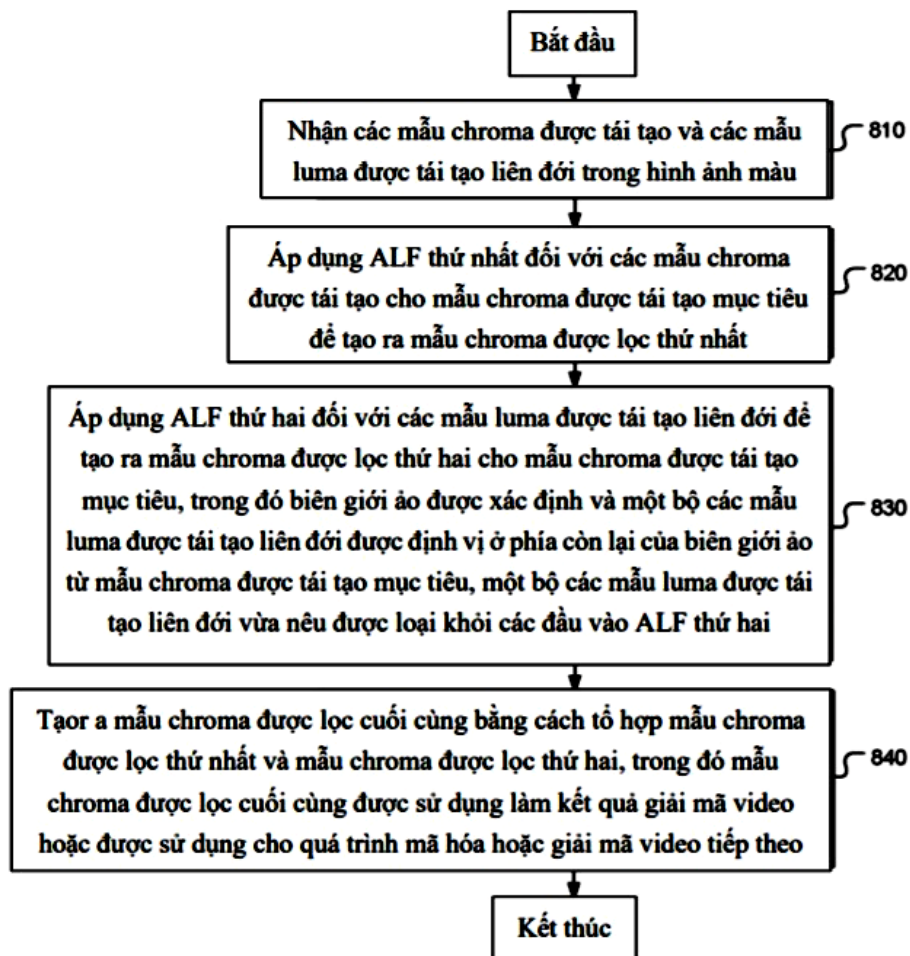 Bắt đầu
Nhận các mẫu chroma được tái tạo và các mẫu
luma được tái tạo liên đới trong hình ảnh màu
810
Áp dụng ALF thứ nhất đối với các mẫu chroma
được tái tạo cho mẫu chroma được tái tạo mục tiêu
để tạo ra mẫu chroma được lọc thứ nhất
820
Áp dụng ALF thứ hai đối với các mẫu luma được tái tạo liên đới để
tạo ra mẫu chroma được lọc thứ hai cho mẫu chroma được tái tạo
mục tiêu, trong đó biên giới ảo được xác định và một bộ các mẫu
luma được tái tạo liên đới được định vị ở phía còn lại của biên giới ảo
từ mẫu chroma được tái tạo mục tiêu, một bộ các mẫu luma được tái
tạo liên đới vừa nêu được loại khỏi các đầu vào ALF thứ hai
830
Tạor a mẫu chroma được lọc cuối cùng bằng cách tổ hợp mẫu chroma
được lọc thứ nhất và mẫu chroma được lọc thứ hai, trong đó mẫu
chroma được lọc cuối cùng được sử dụng làm kết quả giải mã video
hoặc được sử dụng cho quá trình mã hóa hoặc giải mã video tiếp theo
840
Kết thúc